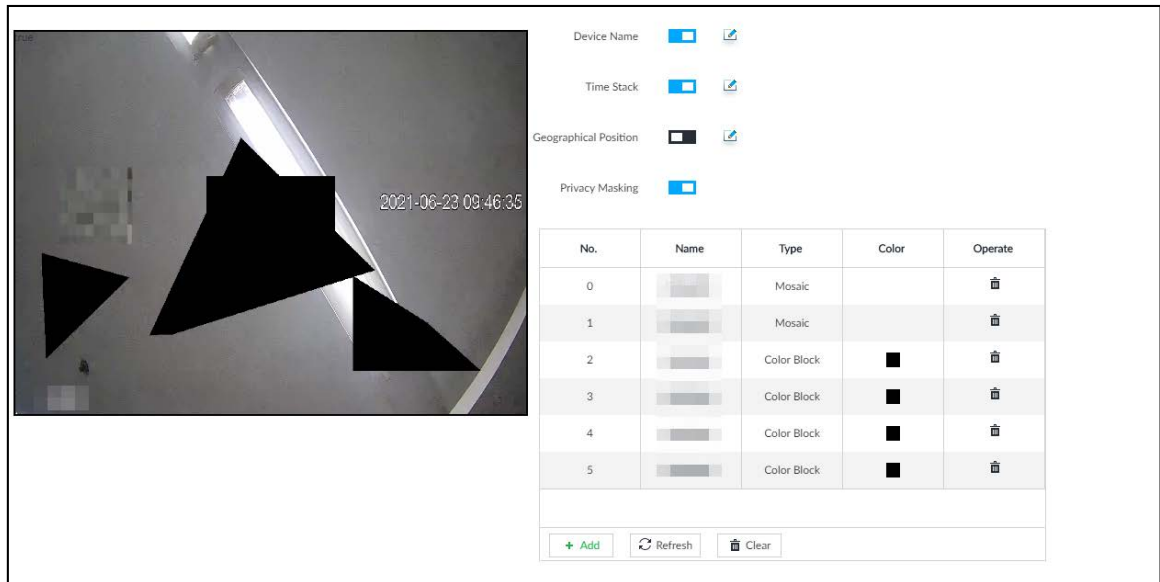 true
Device Name
Time Stack
Geographical Position
Privacy Masking
2021-06-23 09:46:35
No. Name Type Color Operate
0 Mosaic
1 Mosaic
2 Color Block
3 Color Block
4 Color Block
5 Color Block
+ Add Refresh Clear